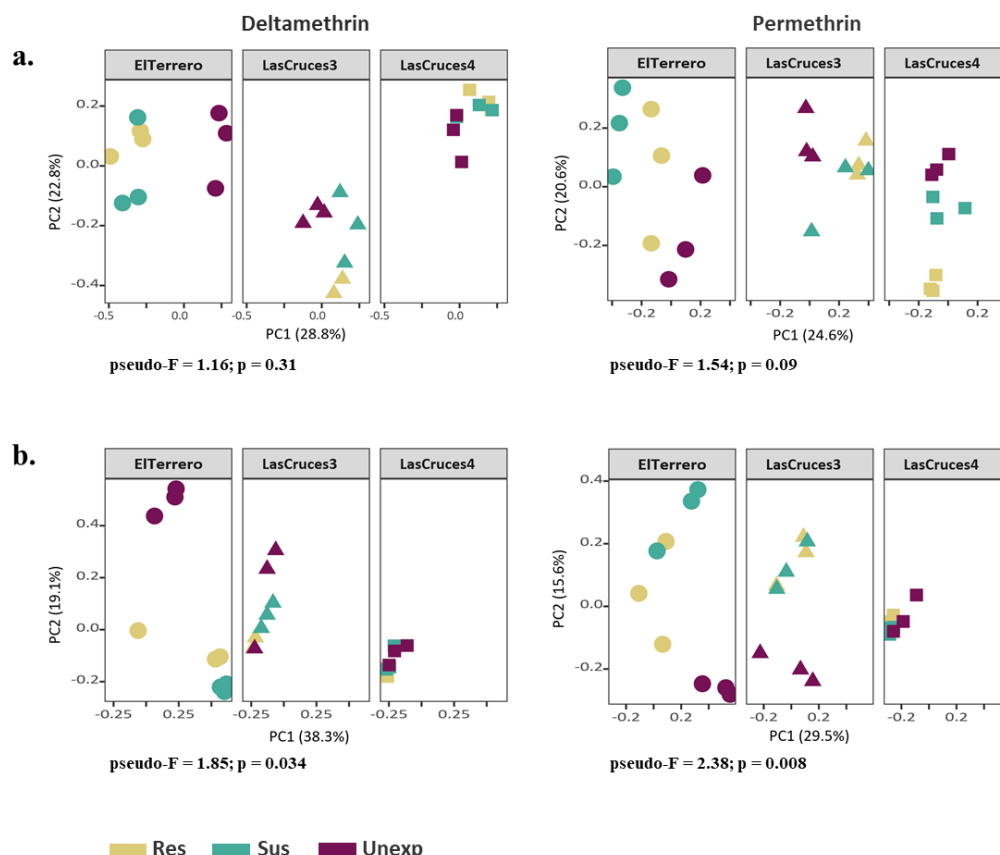 Deltamethrin Permethrin
a.
ElTerrero LasCruces3 LasCruces4 ElTerrero LasCruces3 LasCruces4
PC2 (22.8%)
0.2
0.0
-0.2
-0.4
-0.5 0.0 -0.5 0.0 -0.5 0.0
PC1 (28.8%)
pseudo-F = 1.16; p = 0.31
PC2 (20.6%)
0.2
0.0
-0.2
-0.2 0.2 -0.2 0.2 -0.2 0.2
PC1 (24.6%)
pseudo-F = 1.54; p = 0.09
b.
ElTerrero LasCruces3 LasCruces4 ElTerrero LasCruces3 LasCruces4
PC2 (19.1%)
0.4
0.2
0.0
-0.2
-0.25 0.25 -0.25 0.25 -0.25 0.25
PC1 (38.3%)
pseudo-F = 1.85; p = 0.034
PC2 (15.6%)
0.4
0.2
0.0
-0.2
-0.2 0.2 -0.2 0.2 -0.2 0.2
PC1 (29.5%)
pseudo-F = 2.38; p = 0.008
Res Sus Unexp